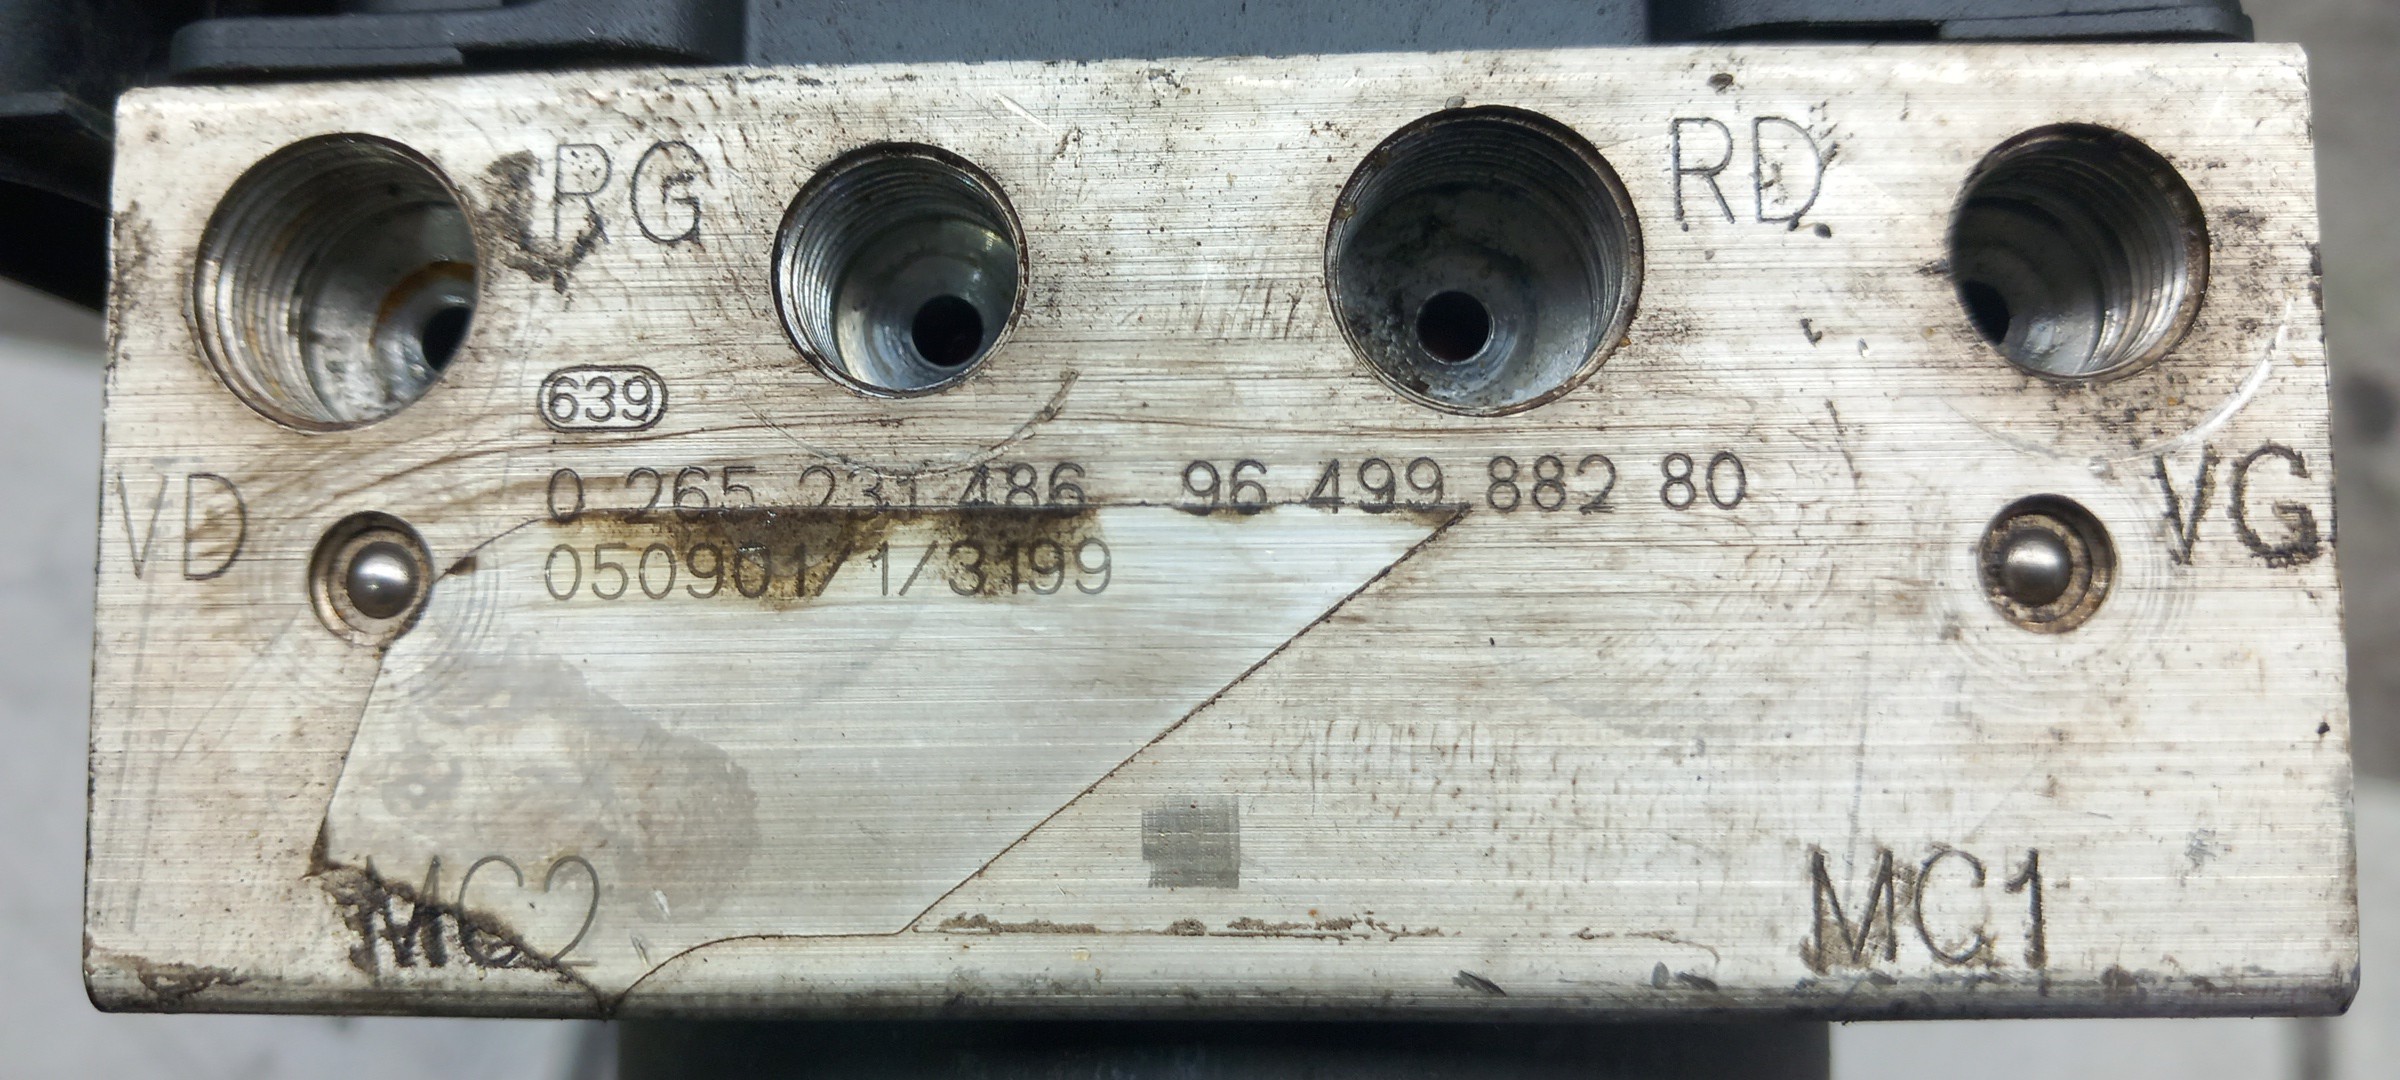 RG
RD
639
VD
0 265 231 486 96 499 882 80
VG
050901/1/3199
MC2
MC1